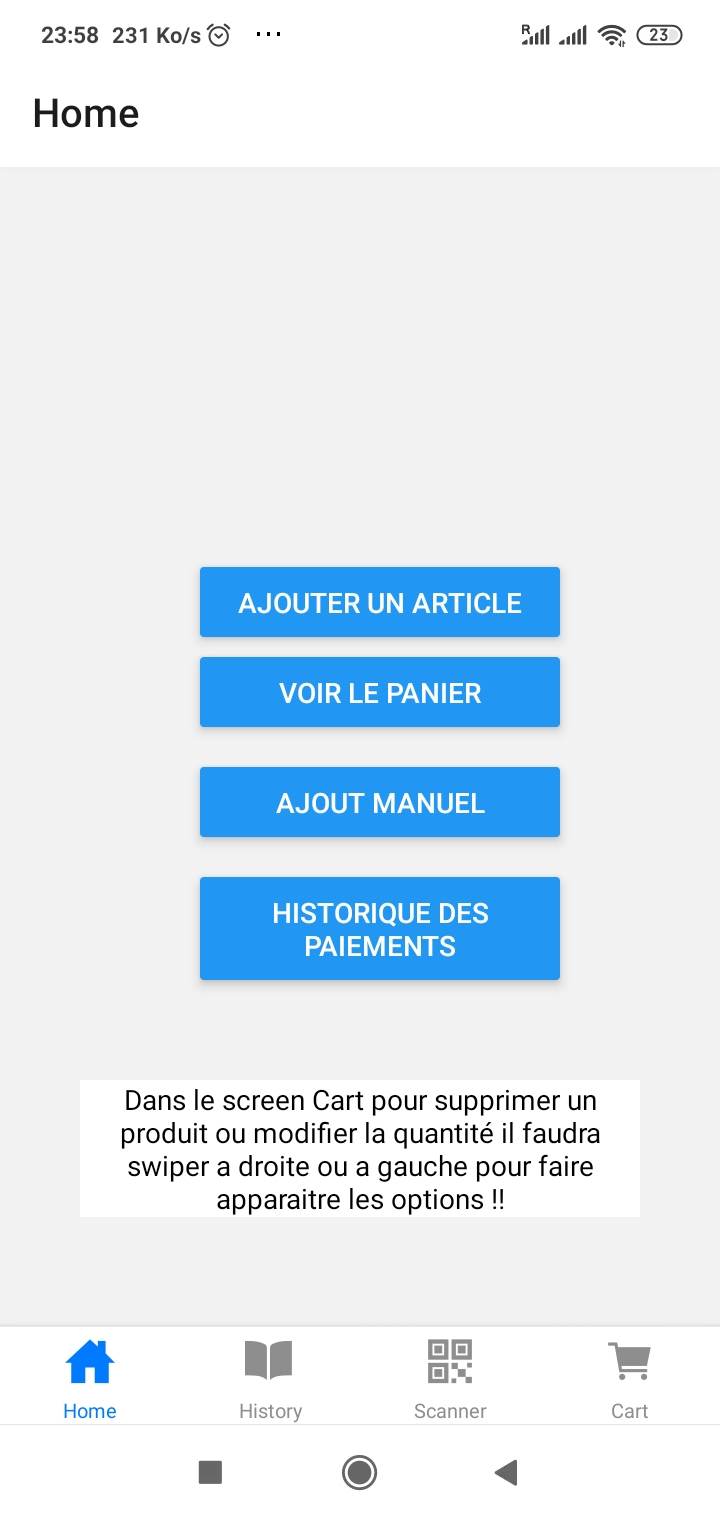 23:58 231 Ko/s ...
R 23
Home
AJOUTER UN ARTICLE
VOIR LE PANIER
AJOUT MANUEL
HISTORIQUE DES
PAIEMENTS
Dans le screen Cart pour supprimer un
produit ou modifier la quantité il faudra
swiper a droite ou a gauche pour faire
apparaitre les options !!
Home History Scanner Cart